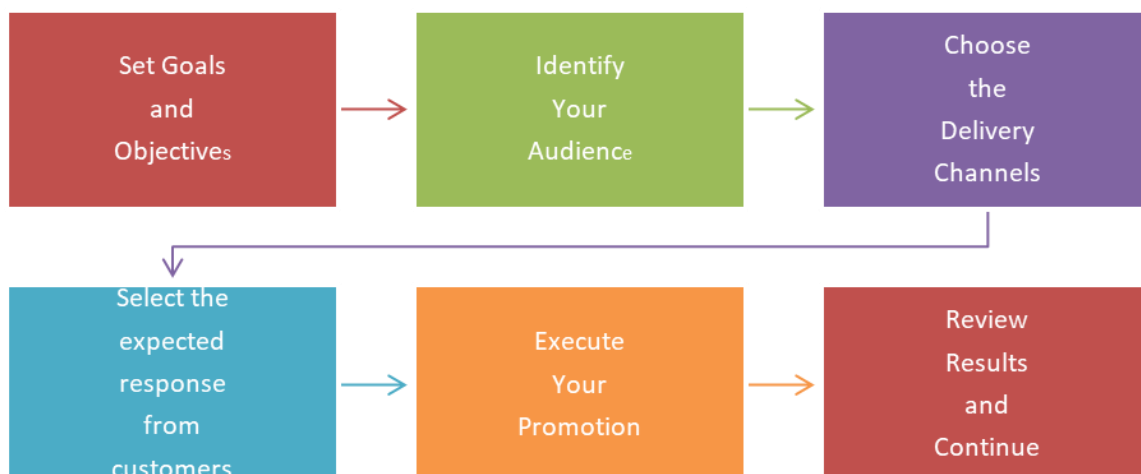 Set Goals
and
Objectives
Identify
Your
Audience
Choose
the
Delivery
Channels
Select the
expected
response
from
customers
Execute
Your
Promotion
Review
Results
and
Continue